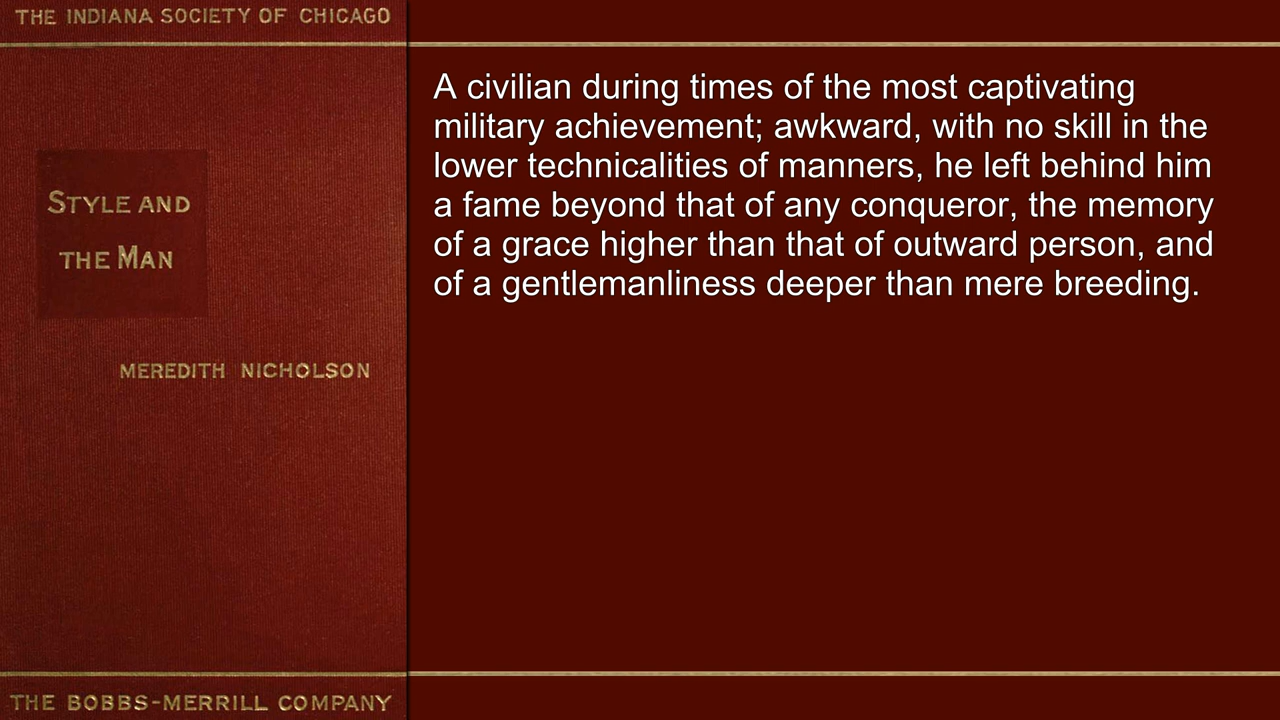 THE INDIANA SOCIETY OF CHICAGO
STYLE AND
THE MAN
MEREDITH NICHOLSON
THE BOBBS-MERRILL COMPANY
A civilian during times of the most captivating
military achievement; awkward, with no skill in the
lower technicalities of manners, he left behind him
a fame beyond that of any conqueror, the memory
of a grace higher than that of outward person, and
of a gentlemanliness deeper than mere breeding.